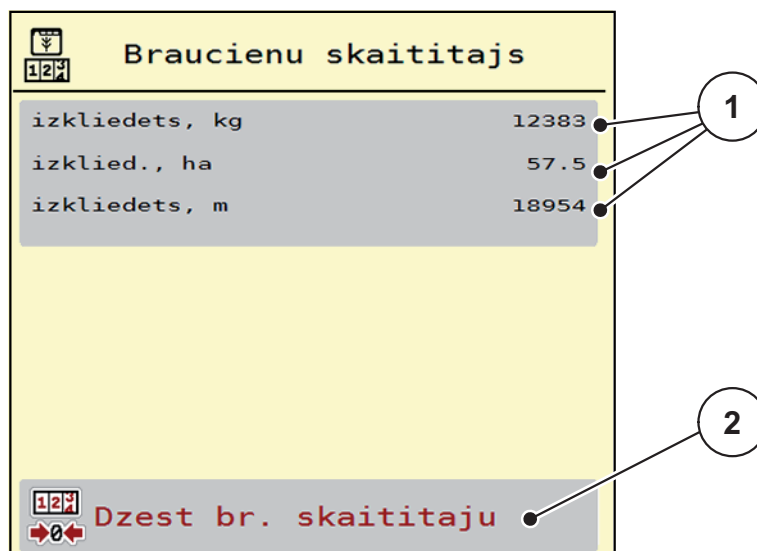 Braucienu skaititajs
izkliedets, kg 12383
izklied., ha 57.5
izkliedets, m 18954
1
Dzest br. skaititaju
2